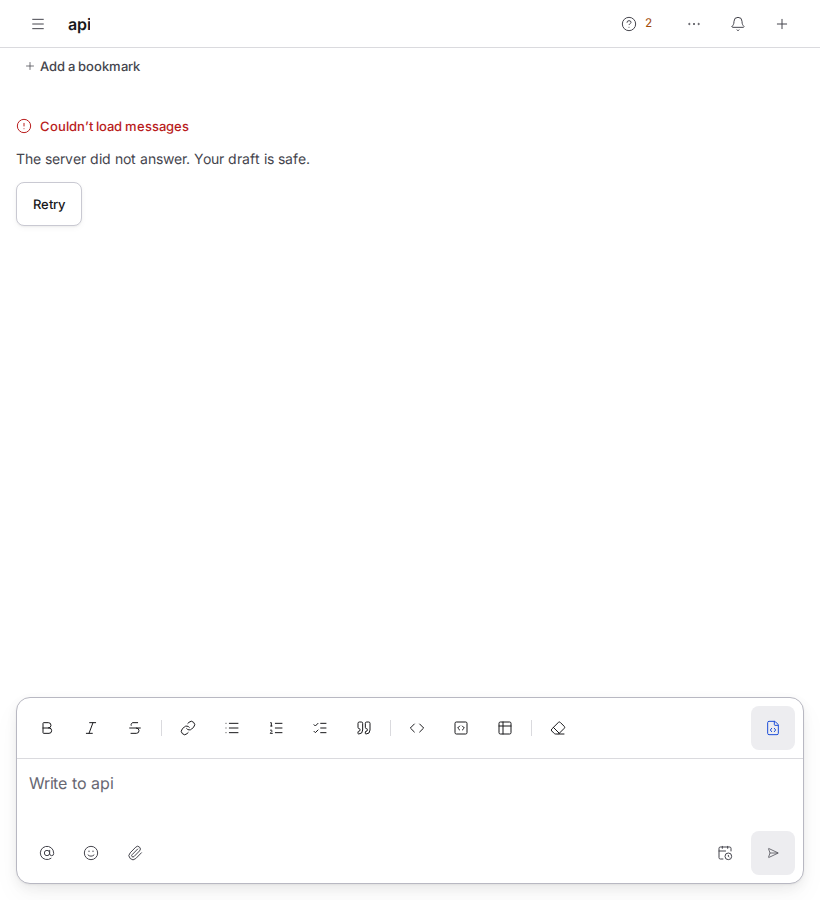 api
2
Add a bookmark
Couldn’t load messages
The server did not answer. Your draft is safe.
Retry
Write to api